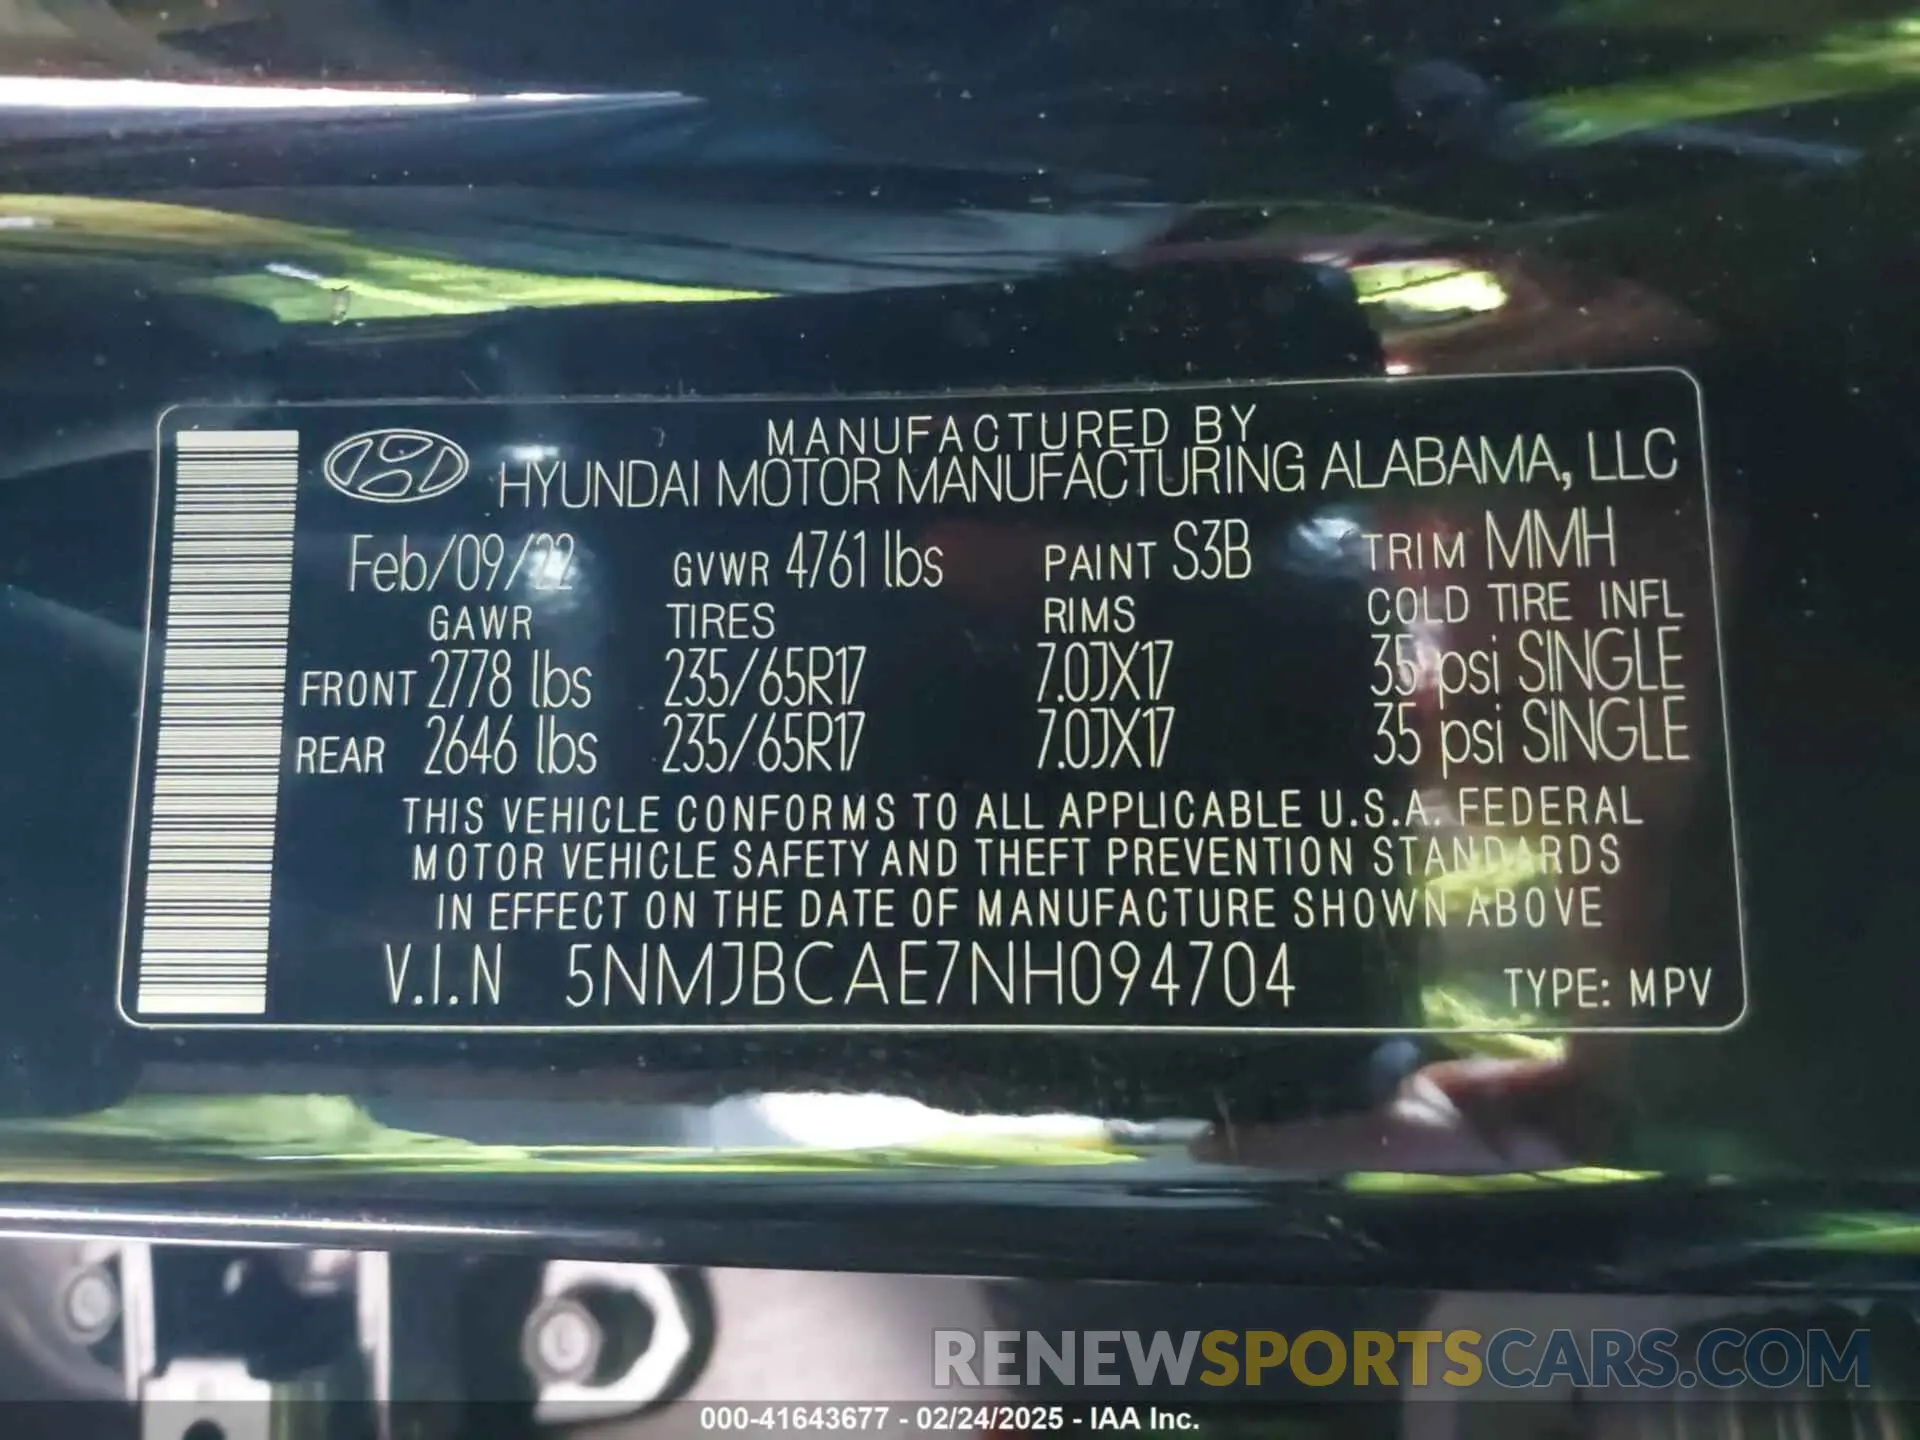 MANUFACTURED BY
HYUNDAI MOTOR MANUFACTURING ALABAMA, LLC
Feb/09/22 GVWR 4761 lbs PAINT S3B TRIM MMH
GAWR TIRES RIMS COLD TIRE INFL
FRONT 2778 lbs 235/65R17 7.0JX17 35 psi SINGLE
REAR 2646 lbs 235/65R17 7.0JX17 35 psi SINGLE
THIS VEHICLE CONFORMS TO ALL APPLICABLE U.S.A. FEDERAL
MOTOR VEHICLE SAFETY AND THEFT PREVENTION STANDARDS
IN EFFECT ON THE DATE OF MANUFACTURE SHOWN ABOVE
V.I.N 5NMJBCAE7NH094704 TYPE: MPV
RENEWSPORTSCARS.COM
000-41643677 - 02/24/2025 - IAA Inc.